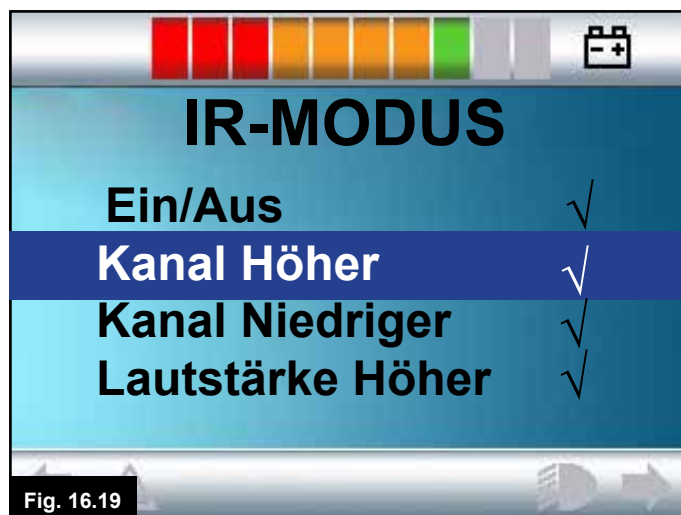 IR-MODUS
Ein/Aus √
Kanal Höher √
Kanal Niedriger √
Lautstärke Höher √
Fig. 16.19